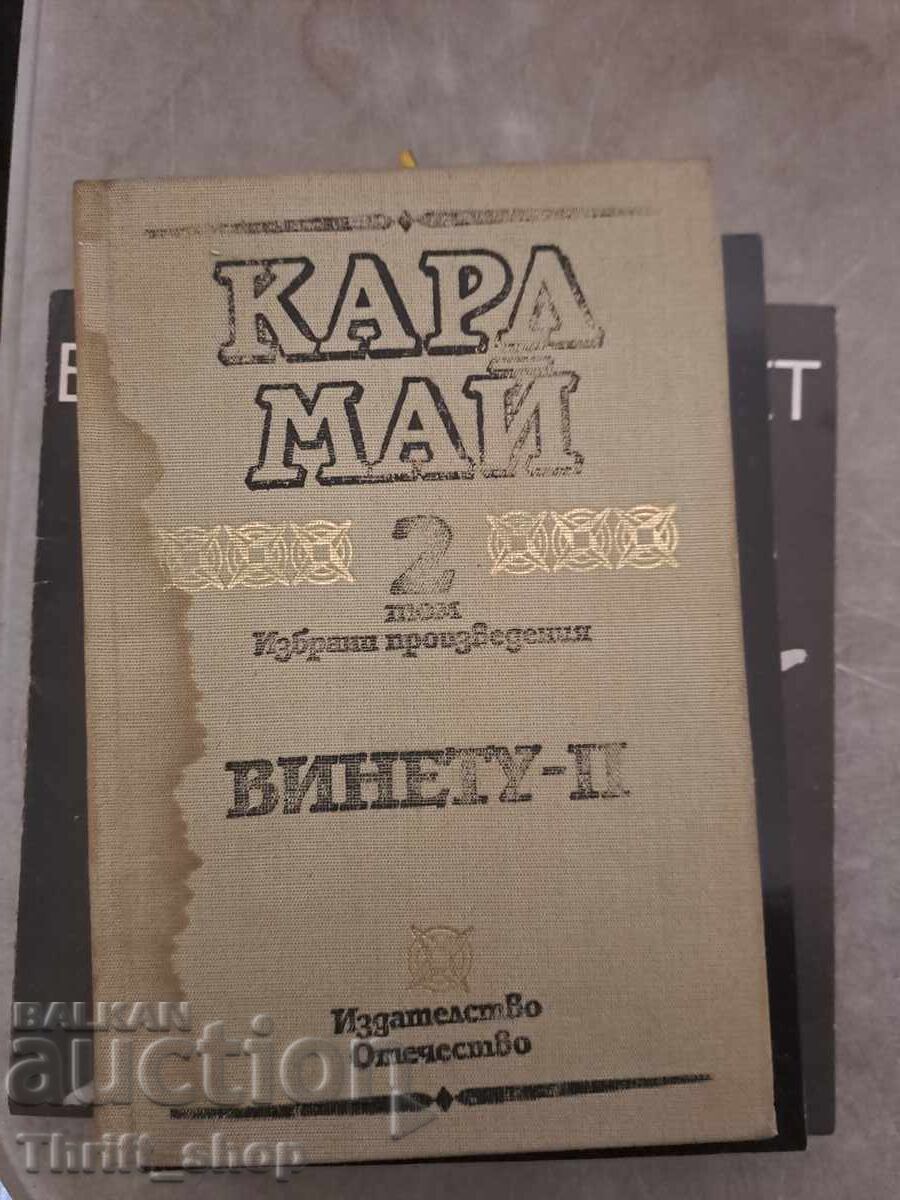 КАРЛ
МАЙ
2
том
Избрани произведения
ВИНЕТУ-II
Издателство
Отечество
BALKAN
auction
Thrift_shop